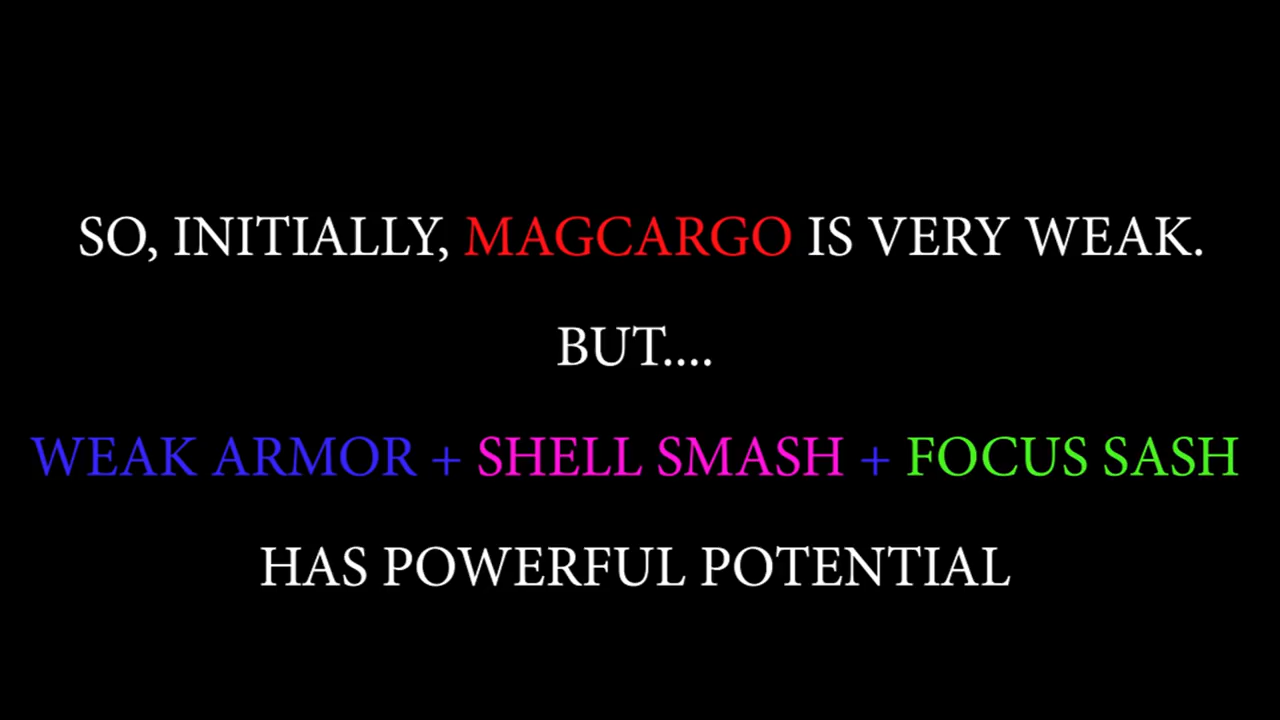 SO, INITIALLY, MAGCARGO IS VERY WEAK.
BUT....
WEAK ARMOR + SHELL SMASH + FOCUS SASH
HAS POWERFUL POTENTIAL